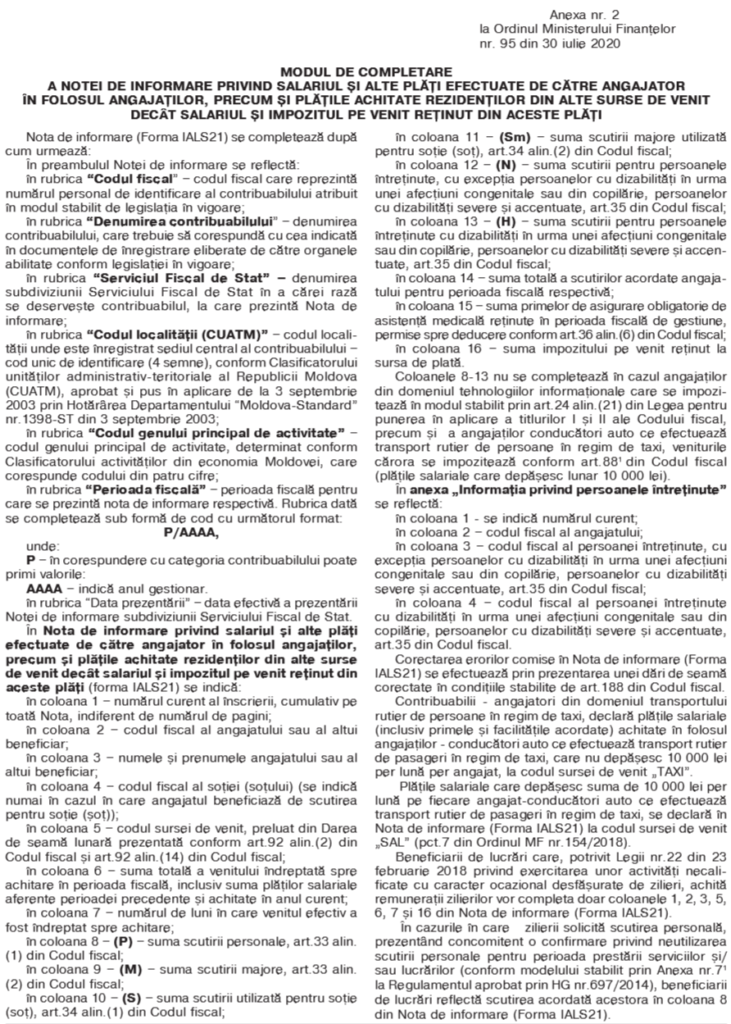 Anexa nr. 2
la Ordinul Ministerului Finanțelor
nr. 95 din 30 iulie 2020
MODUL DE COMPLETARE
A NOTEI DE INFORMARE PRIVIND SALARIUL ȘI ALTE PLĂȚI EFECTUATE DE CĂTRE ANGAJATOR
ÎN FOLOSUL ANGAJAȚILOR, PRECUM ȘI PLĂȚILE ACHITATE REZIDENȚILOR DIN ALTE SURSE DE VENIT
DECÂT SALARIUL ȘI IMPOZITUL PE VENIT REȚINUT DIN ACESTE PLĂȚI
Nota de informare (Forma IALS21) se completează după
cum urmează:
În preambulul Notei de informare se reflectă:
în rubrica “Codul fiscal” – codul fiscal care reprezintă
numărul personal de identificare al contribuabilului atribuit
în modul stabilit de legislația în vigoare;
în rubrica “Denumirea contribuabilului” – denumirea
contribuabilului, care trebuie să corespundă cu cea indicată
în documentele de înregistrare eliberate de către organele
abilitate conform legislației în vigoare;
în rubrica “Serviciul Fiscal de Stat” – denumirea
subdiviziunii Serviciului Fiscal de Stat în a cărei rază
se deservește contribuabilul, la care prezintă Nota de
informare;
în rubrica “Codul localității (CUATM)” – codul locali-
tății unde este înregistrat sediul central al contribuabilului –
cod unic de identificare (4 semne), conform Clasificatorului
unităților administrativ-teritoriale al Republicii Moldova
(CUATM), aprobat și pus în aplicare de la 3 septembrie
2003 prin Hotărârea Departamentului "Moldova-Standard"
nr.1398-ST din 3 septembrie 2003;
în rubrica “Codul genului principal de activitate” –
codul genului principal de activitate, determinat conform
Clasificatorului activităților din economia Moldovei, care
corespunde codului din patru cifre;
în rubrica “Perioada fiscală” – perioada fiscală pentru
care se prezintă nota de informare respectivă. Rubrica dată
se completează sub formă de cod cu următorul format:
P/AAAA,
unde:
P – în corespundere cu categoria contribuabilului poate
primi valorile:
AAAA – indică anul gestionar.
în rubrica “Data prezentării” – data efectivă a prezentării
Notei de informare subdiviziunii Serviciului Fiscal de Stat.
În Nota de informare privind salariul și alte plăți
efectuate de către angajator în folosul angajaților,
precum și plățile achitate rezidenților din alte surse
de venit decât salariul și impozitul pe venit reținut din
aceste plăți (forma IALS21) se indică:
în coloana 1 – numărul curent al înscrierii, cumulativ pe
toată Nota, indiferent de numărul de pagini;
în coloana 2 – codul fiscal al angajatului sau al altui
beneficiar;
în coloana 3 – numele și prenumele angajatului sau al
altui beneficiar;
în coloana 4 – codul fiscal al soției (soțului) (se indică
numai în cazul în care angajatul beneficiază de scutirea
pentru soție (soț));
în coloana 5 – codul sursei de venit, preluat din Darea
de seamă lunară prezentată conform art.92 alin.(2) din
Codul fiscal și art.92 alin.(14) din Codul fiscal;
în coloana 6 – suma totală a venitului îndreptată spre
achitare în perioada fiscală, inclusiv suma plăților salariale
aferente perioadei precedente și achitate în anul curent;
în coloana 7 – numărul de luni în care venitul efectiv a
fost îndreptat spre achitare;
în coloana 8 – (P) – suma scutirii personale, art.33 alin.
(1) din Codul fiscal;
în coloana 9 – (M) – suma scutirii majore, art.33 alin.
(2) din Codul fiscal;
în coloana 10 – (S) – suma scutirii utilizată pentru soție
(soț), art.34 alin.(1) din Codul fiscal;
în coloana 11 – (Sm) – suma scutirii majore utilizată
pentru soție (soț), art.34 alin.(2) din Codul fiscal;
în coloana 12 – (N) – suma scutirii pentru persoanele
întreținute, cu excepția persoanelor cu dizabilități în urma
unei afecțiuni congenitale sau din copilărie, persoanelor
cu dizabilități severe și accentuate, art.35 din Codul fiscal;
în coloana 13 – (H) – suma scutirii pentru persoanele
întreținute cu dizabilități în urma unei afecțiuni congenitale
sau din copilărie, persoanelor cu dizabilități severe și accen-
tuate, art.35 din Codul fiscal;
în coloana 14 – suma totală a scutirilor acordate angaja-
tului pentru perioada fiscală respectivă;
în coloana 15 – suma primelor de asigurare obligatorie de
asistență medicală reținute în perioada fiscală de gestiune,
permise spre deducere conform art.36 alin.(6) din Codul fiscal;
în coloana 16 – suma impozitului pe venit reținut la
sursa de plată.
Coloanele 8-13 nu se completează în cazul angajaților
din domeniul tehnologiilor informaționale care se impozi-
tează în modul stabilit prin art.24 alin.(21) din Legea pentru
punerea în aplicare a titlurilor I și II ale Codului fiscal,
precum și a angajaților conducători auto ce efectuează
transport rutier de persoane în regim de taxi, veniturile
cărora se impozitează conform art.88¹ din Codul fiscal
(plățile salariale care depășesc lunar 10 000 lei).
În anexa „Informația privind persoanele întreținute”
se reflectă:
în coloana 1 - se indică numărul curent;
în coloana 2 – codul fiscal al angajatului;
în coloana 3 – codul fiscal al persoanei întreținute, cu
excepția persoanelor cu dizabilități în urma unei afecțiuni
congenitale sau din copilărie, persoanelor cu dizabilități
severe și accentuate, art.35 din Codul fiscal;
în coloana 4 – codul fiscal al persoanei întreținute
cu dizabilități în urma unei afecțiuni congenitale sau din
copilărie, persoanelor cu dizabilități severe și accentuate,
art.35 din Codul fiscal.
Corectarea erorilor comise în Nota de informare (Forma
IALS21) se efectuează prin prezentarea unei dări de seamă
corectate în condițiile stabilite de art.188 din Codul fiscal.
Contribuabilii - angajatori din domeniul transportului
rutier de persoane în regim de taxi, declară plățile salariale
(inclusiv primele și facilitățile acordate) achitate în folosul
angajaților - conducători auto ce efectuează transport rutier
de pasageri în regim de taxi, care nu depășesc 10 000 lei
per lună per angajat, la codul sursei de venit „TAXI”.
Plățile salariale care depășesc suma de 10 000 lei per
lună pe fiecare angajat-conducători auto ce efectuează
transport rutier de pasageri în regim de taxi, se declară în
Nota de informare (Forma IALS21) la codul sursei de venit
„SAL” (pct.7 din Ordinul MF nr.154/2018).
Beneficiarii de lucrări care, potrivit Legii nr.22 din 23
februarie 2018 privind exercitarea unor activități necali-
ficate cu caracter ocazional desfășurate de zilieri, achită
remunerații zilierilor vor completa doar coloanele 1, 2, 3, 5,
6, 7 și 16 din Nota de informare (Forma IALS21).
În cazurile în care zilierii solicită scutirea personală,
prezentând concomitent o confirmare privind neutilizarea
scutirii personale pentru perioada prestării serviciilor și/
sau lucrărilor (conform modelului stabilit prin Anexa nr.7¹
la Regulamentul aprobat prin HG nr.697/2014), beneficiarii
de lucrări reflectă scutirea acordată acestora în coloana 8
din Nota de informare (Forma IALS21).